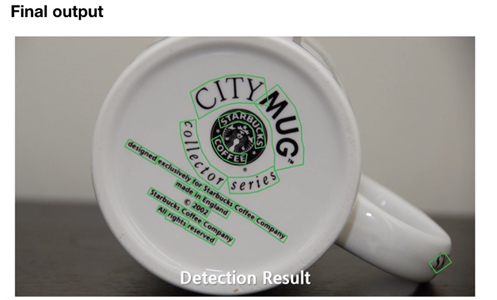 Final output
CITY MUG
STARBUCKS
COFFEE
collector series
designed exclusively for Starbucks Coffee Company
made in England
© 2002
Starbucks Coffee Company
All rights reserved
Detection Result